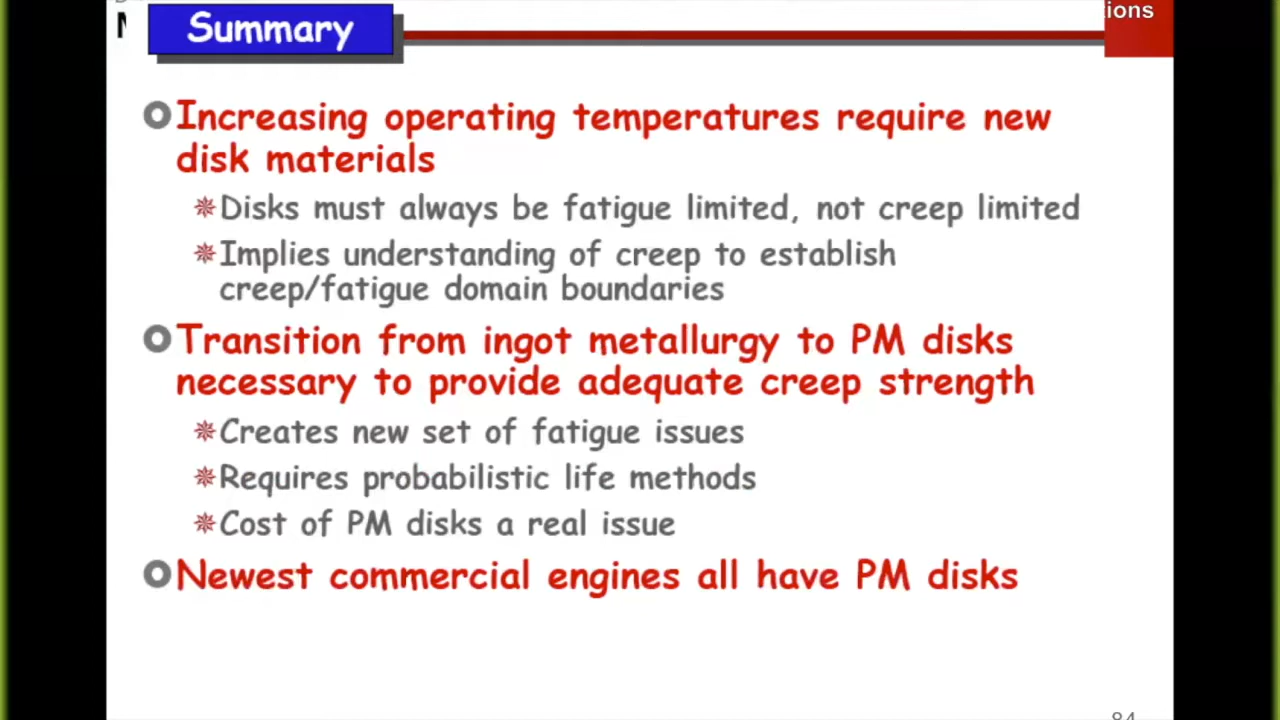 ions
Summary
Increasing operating temperatures require new
disk materials
Disks must always be fatigue limited, not creep limited
Implies understanding of creep to establish
creep/fatigue domain boundaries
Transition from ingot metallurgy to PM disks
necessary to provide adequate creep strength
Creates new set of fatigue issues
Requires probabilistic life methods
Cost of PM disks a real issue
Newest commercial engines all have PM disks
84